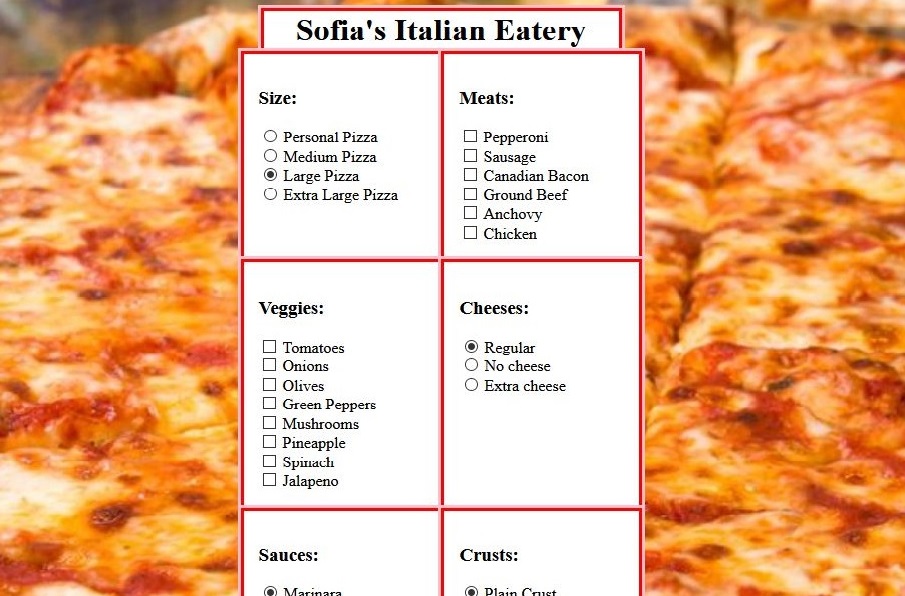 Sofia's Italian Eatery
Size:
Personal Pizza
Medium Pizza
Large Pizza
Extra Large Pizza
Meats:
Pepperoni
Sausage
Canadian Bacon
Ground Beef
Anchovy
Chicken
Veggies:
Tomatoes
Onions
Olives
Green Peppers
Mushrooms
Pineapple
Spinach
Jalapeno
Cheeses:
Regular
No cheese
Extra cheese
Sauces:
Marinara
Crusts:
Plain Crust